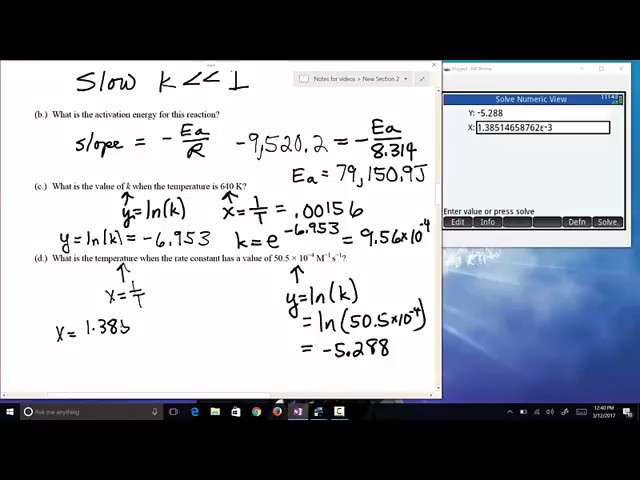 Slow k << 1
Notes for videos > New Section 2
(b.) What is the activation energy for this reaction?
slope = -Ea/R -9,520.2 = -Ea/8.314
Ea = 79,150.9J
(c.) What is the value of k when the temperature is 640 K?
y = ln(k) x = 1/T = .00156
y = ln(k) = -6.953 k = e^-6.953 = 9.56×10^-4
(d.) What is the temperature when the rate constant has a value of 50.5 × 10⁻⁴ M⁻¹ s⁻¹?
x = 1/T
y = ln(k)
= ln(50.5×10^-4)
= -5.288
x = 1.385
Solve Numeric View
Y: -5.288
X: 1.38514658762ᴇ-3
Enter value or press solve
Edit Info Defn Solve
Ask me anything
12:40 PM
3/12/2017